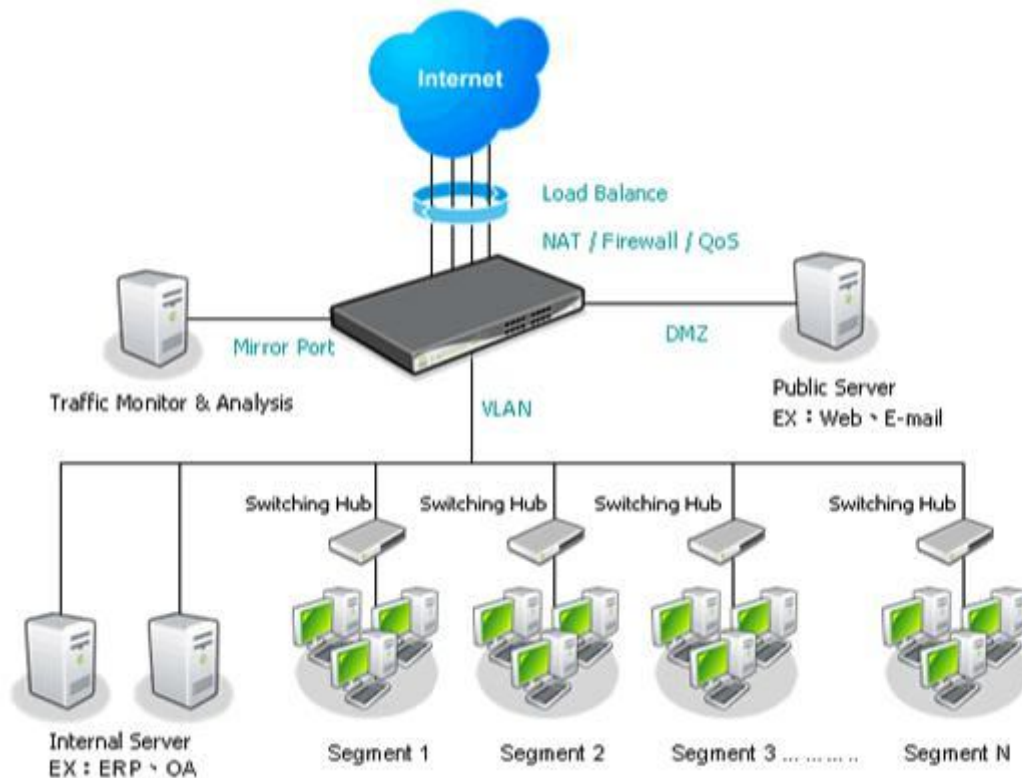 Internet
Load Balance
NAT / Firewall / QoS
Mirror Port
DMZ
Traffic Monitor & Analysis
Public Server
EX：Web、E-mail
VLAN
Switching Hub
Switching Hub
Switching Hub
Switching Hub
Internal Server
EX：ERP、OA
Segment 1
Segment 2
Segment 3 ... ... ... ..
Segment N